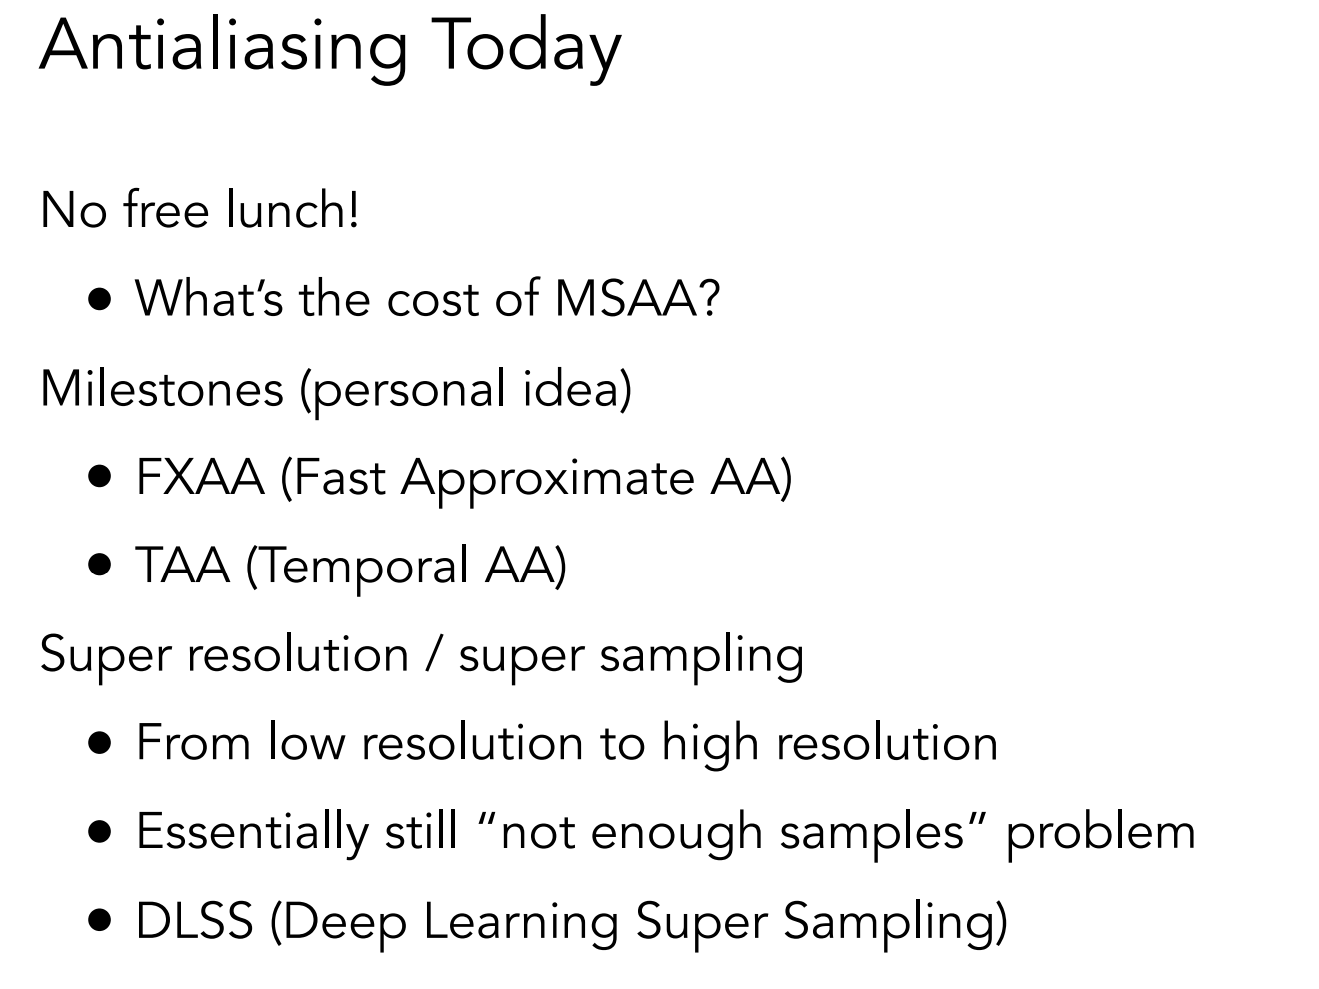 Antialiasing Today
No free lunch!
• What’s the cost of MSAA?
Milestones (personal idea)
• FXAA (Fast Approximate AA)
• TAA (Temporal AA)
Super resolution / super sampling
• From low resolution to high resolution
• Essentially still “not enough samples” problem
• DLSS (Deep Learning Super Sampling)